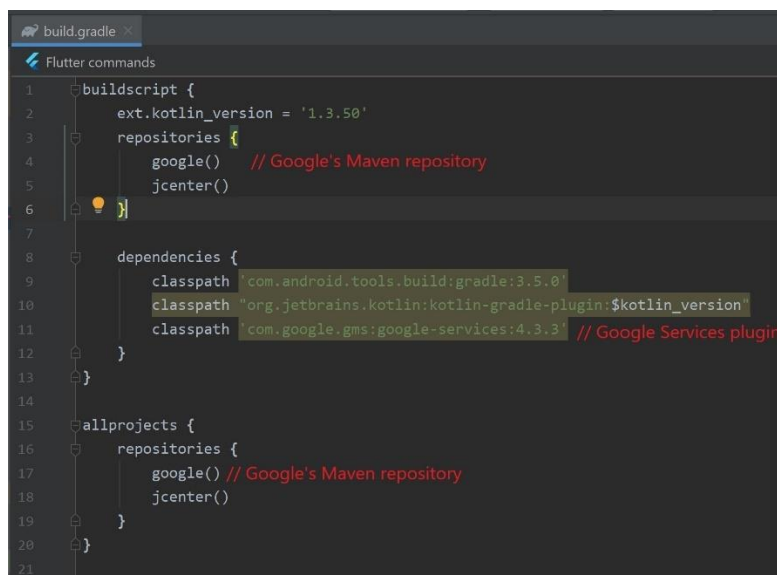 build.gradle
Flutter commands
1 buildscript {
2 ext.kotlin_version = '1.3.50'
3 repositories {
4 google() // Google's Maven repository
5 jcenter()
6 }
7
8 dependencies {
9 classpath 'com.android.tools.build:gradle:3.5.0'
10 classpath "org.jetbrains.kotlin:kotlin-gradle-plugin:$kotlin_version"
11 classpath 'com.google.gms:google-services:4.3.3' // Google Services plugin
12 }
13 }
14
15 allprojects {
16 repositories {
17 google() // Google's Maven repository
18 jcenter()
19 }
20 }
21